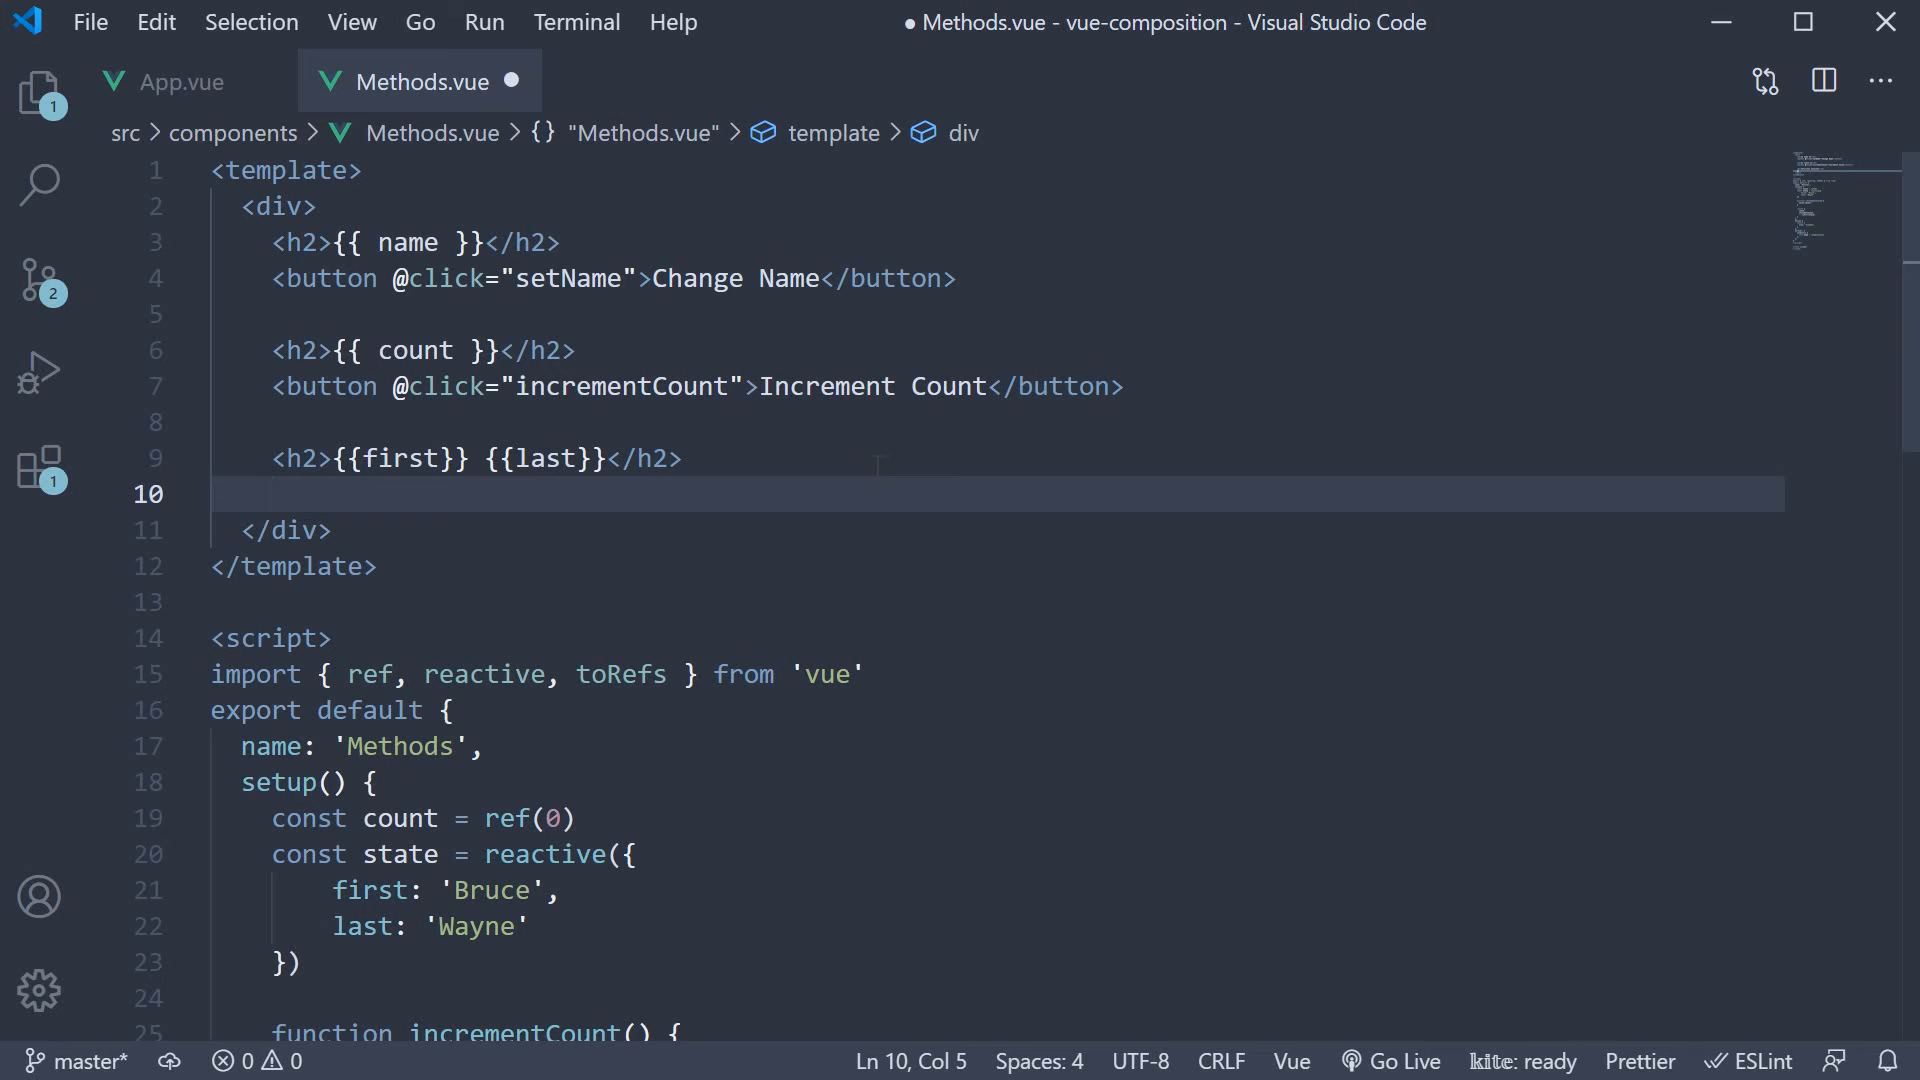 File Edit Selection View Go Run Terminal Help ● Methods.vue - vue-composition - Visual Studio Code
App.vue Methods.vue
src > components > Methods.vue > {} "Methods.vue" > template > div
1 <template>
2 <div>
3 <h2>{{ name }}</h2>
4 <button @click="setName">Change Name</button>
5
6 <h2>{{ count }}</h2>
7 <button @click="incrementCount">Increment Count</button>
8
9 <h2>{{first}} {{last}}</h2>
10
11 </div>
12 </template>
13
14 <script>
15 import { ref, reactive, toRefs } from 'vue'
16 export default {
17 name: 'Methods',
18 setup() {
19 const count = ref(0)
20 const state = reactive({
21 first: 'Bruce',
22 last: 'Wayne'
23 })
24
25 function incrementCount() {
1
2
1
master* 0 0 Ln 10, Col 5 Spaces: 4 UTF-8 CRLF Vue Go Live kite: ready Prettier ESLint